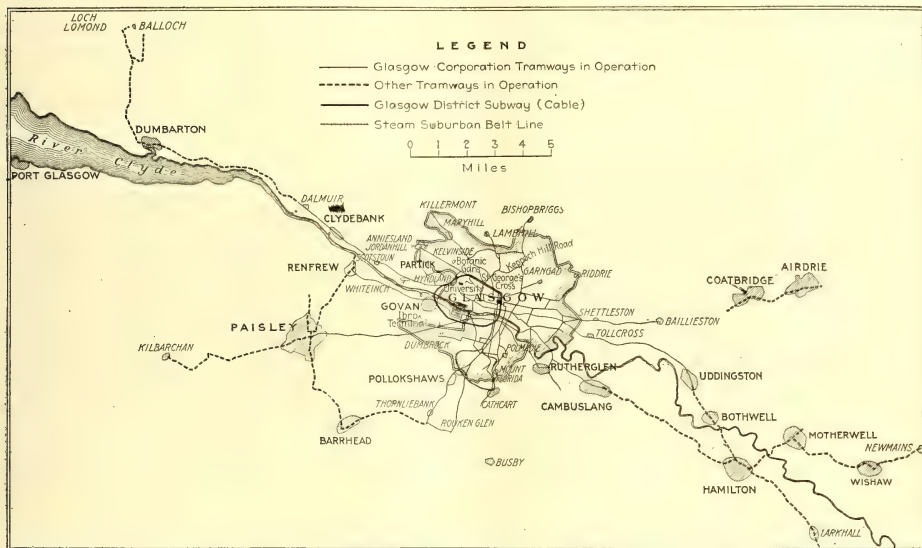 LOCH
LOMOND
BALLOCH
LEGEND
Glasgow Corporation Tramways in Operation
Other Tramways in Operation
Glasgow District Subway (Cable)
Steam Suburban Belt Line
0 1 2 3 4 5
Miles
DUMBARTON
River Clyde
PORT GLASGOW
DALMUIR
CLYDEBANK
KILLERMONT
BISHOPBRIGGS
MARYHILL
LAMBHILL
ANNIESLAND
JORDANHILL
KELVINSIDE
Keppoch Hill Road
SCOTSTOUN
Botanic
Gardens
RENFREW
PARTICK
St George's
Cross
GARNGAD
RIDDRIE
HYNDLAND
University
WHITEINCH
GLASGOW
COATBRIDGE
AIRDRIE
GOVAN
Ibrox
Terminal
SHETTLESTON
BAILLIESTON
PAISLEY
TOLLCROSS
KILBARCHAN
DUMBRECK
POLMADIE
MOUNT
FLORIDA
RUTHERGLEN
UDDINGSTON
POLLOKSHAWS
CATHCART
CAMBUSLANG
THORNLIEBANK
BOTHWELL
BARRHEAD
ROUKEN GLEN
MOTHERWELL
NEWMAINS
BUSBY
HAMILTON
WISHAW
LARKHALL